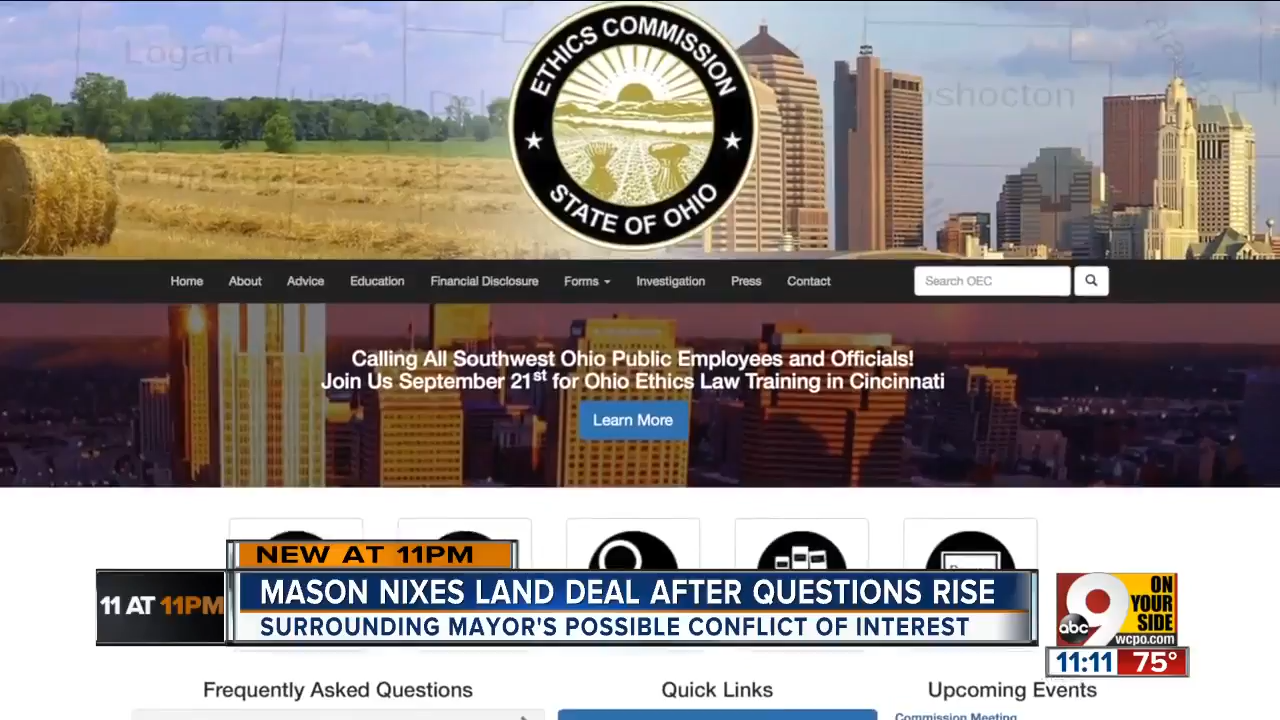 Logan
Union
oshocton
ETHICS COMMISSION
STATE OF OHIO
Home About Advice Education Financial Disclosure Forms Investigation Press Contact
Search OEC
Calling All Southwest Ohio Public Employees and Officials!
Join Us September 21st for Ohio Ethics Law Training in Cincinnati
Learn More
NEW AT 11PM
11 AT 11PM
MASON NIXES LAND DEAL AFTER QUESTIONS RISE
SURROUNDING MAYOR'S POSSIBLE CONFLICT OF INTEREST
abc 9 ON YOUR SIDE
wcpo.com
11:11 75°
Frequently Asked Questions Quick Links Upcoming Events
Commission Meeting